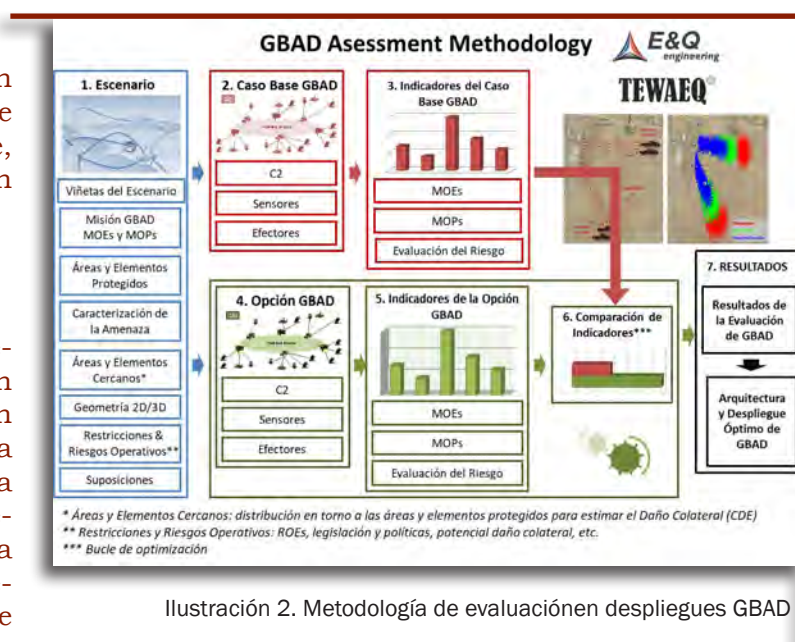 GBAD Asessment Methodology
E&Q
engineering
TEWAEQ
1. Escenario
Viñetas del Escenario
Misión GBAD
MOEs y MOPs
Áreas y Elementos
Protegidos
Caracterización de
la Amenaza
Áreas y Elementos
Cercanos*
Geometría 2D/3D
Restricciones &
Riesgos Operativos**
Suposiciones
2. Caso Base GBAD
C2
Sensores
Efectores
3. Indicadores del Caso
Base GBAD
MOEs
MOPs
Evaluación del Riesgo
4. Opción GBAD
C2
Sensores
Efectores
5. Indicadores de la Opción
GBAD
MOEs
MOPs
Evaluación del Riesgo
6. Comparación de
Indicadores***
7. RESULTADOS
Resultados de
la Evaluación
de GBAD
Arquitectura
y Despliegue
Óptimo de
GBAD
* Áreas y Elementos Cercanos: distribución en torno a las áreas y elementos protegidos para estimar el Daño Colateral (CDE)
** Restricciones y Riesgos Operativos: ROEs, legislación y políticas, potencial daño colateral, etc.
*** Bucle de optimización
Ilustración 2. Metodología de evaluaciónen despliegues GBAD